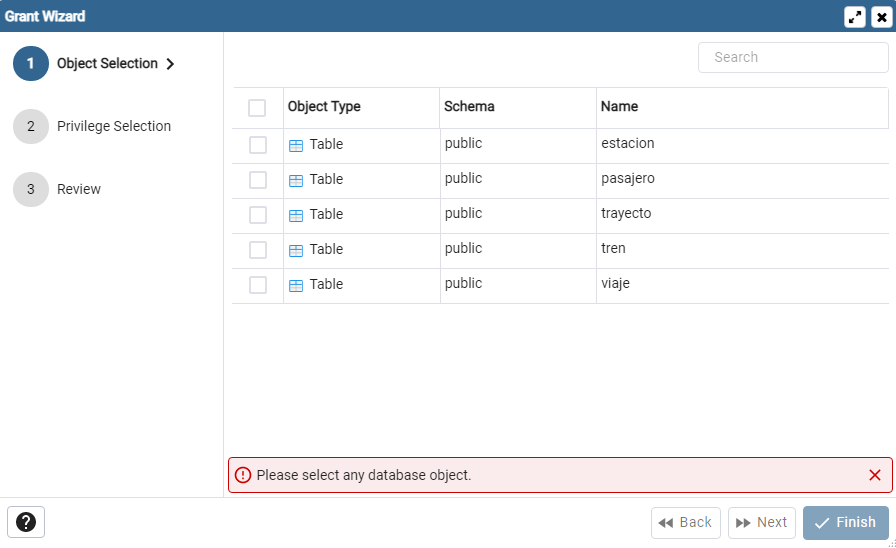 Grant Wizard
1 Object Selection
2 Privilege Selection
3 Review
Search
Object Type Schema Name
Table public estacion
Table public pasajero
Table public trayecto
Table public tren
Table public viaje
Please select any database object.
? Back Next Finish